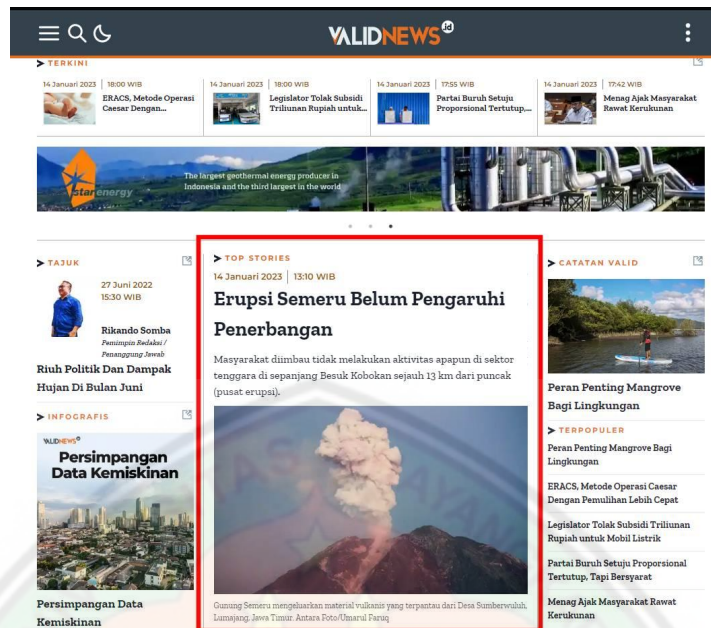 VALIDNEWS.id
TERKINI
14 Januari 2023 | 18:00 WIB
ERACS, Metode Operasi
Caesar Dengan...
14 Januari 2023 | 18:00 WIB
Legislator Tolak Subsidi
Triliunan Rupiah untuk...
14 Januari 2023 | 17:55 WIB
Partai Buruh Setuju
Proporsional Tertutup,...
14 Januari 2023 | 17:42 WIB
Menag Ajak Masyarakat
Rawat Kerukunan
star energy
The largest geothermal energy producer in
Indonesia and the third largest in the world
TAJUK
27 Juni 2022
15:30 WIB
Rikando Somba
Pemimpin Redaksi /
Penanggung Jawab
Riuh Politik Dan Dampak
Hujan Di Bulan Juni
INFOGRAFIS
VALIDNEWS
Persimpangan
Data Kemiskinan
Persimpangan Data
Kemiskinan
TOP STORIES
14 Januari 2023 | 13:10 WIB
Erupsi Semeru Belum Pengaruhi
Penerbangan
Masyarakat diimbau tidak melakukan aktivitas apapun di sektor
tenggara di sepanjang Besuk Kobokan sejauh 13 km dari puncak
(pusat erupsi).
Gunung Semeru mengeluarkan material vulkanis yang terpantau dari Desa Sumberwuluh,
Lumajang, Jawa Timur. Antara Foto/Umarul Faruq
CATATAN VALID
Peran Penting Mangrove
Bagi Lingkungan
TERPOPULER
Peran Penting Mangrove Bagi
Lingkungan
ERACS, Metode Operasi Caesar
Dengan Pemulihan Lebih Cepat
Legislator Tolak Subsidi Triliunan
Rupiah untuk Mobil Listrik
Partai Buruh Setuju Proporsional
Tertutup, Tapi Bersyarat
Menag Ajak Masyarakat Rawat
Kerukunan